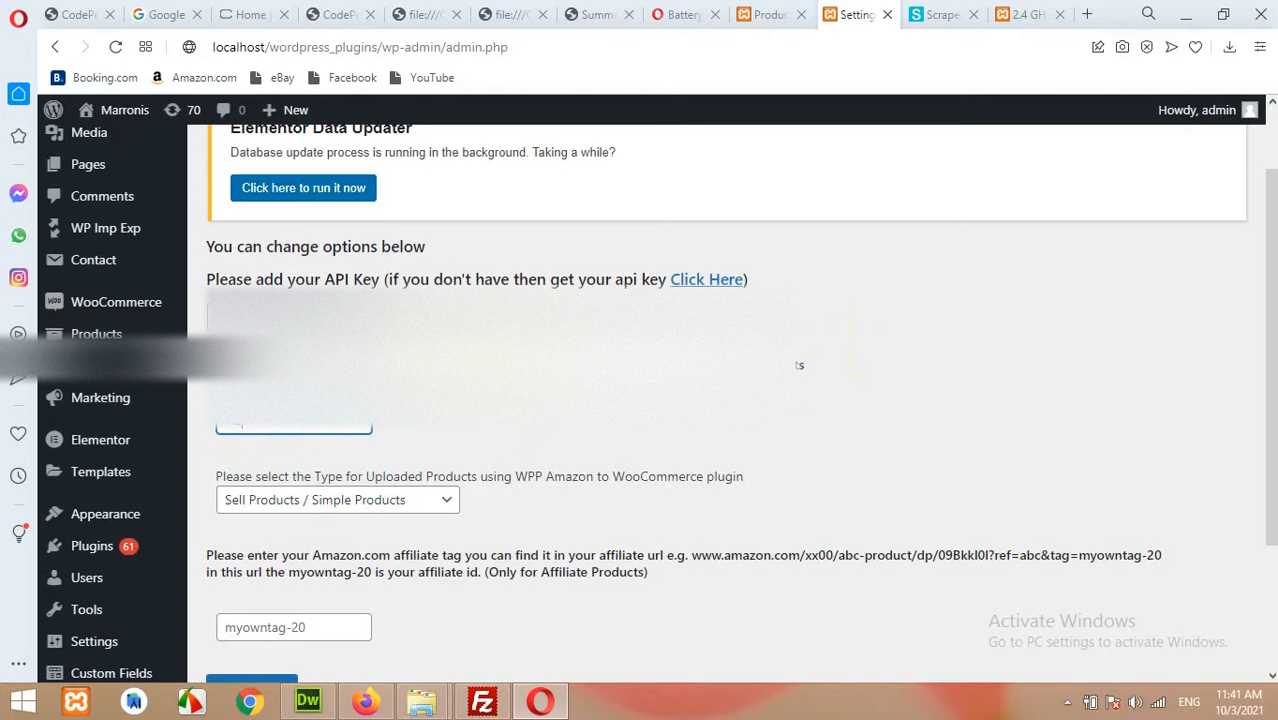 CodePe
Google
Home |
CodePe
file:///C
file:///C
Summe
Battery
Produc
Setting
Scrape
2.4 GH
localhost/wordpress_plugins/wp-admin/admin.php
Booking.com
Amazon.com
eBay
Facebook
YouTube
Marronis
70
0
New
Howdy, admin
Media
Pages
Comments
WP Imp Exp
Contact
WooCommerce
Products
Marketing
Elementor
Templates
Appearance
Plugins 61
Users
Tools
Settings
Custom Fields
Elementor Data Updater
Database update process is running in the background. Taking a while?
Click here to run it now
You can change options below
Please add your API Key (if you don't have then get your api key Click Here)
ts
Please select the Type for Uploaded Products using WPP Amazon to WooCommerce plugin
Sell Products / Simple Products
Please enter your Amazon.com affiliate tag you can find it in your affiliate url e.g. www.amazon.com/xx00/abc-product/dp/09Bkkl0I?ref=abc&tag=myowntag-20
in this url the myowntag-20 is your affiliate id. (Only for Affiliate Products)
myowntag-20
Activate Windows
Go to PC settings to activate Windows.
Dw
Fz
ENG
11:41 AM
10/3/2021